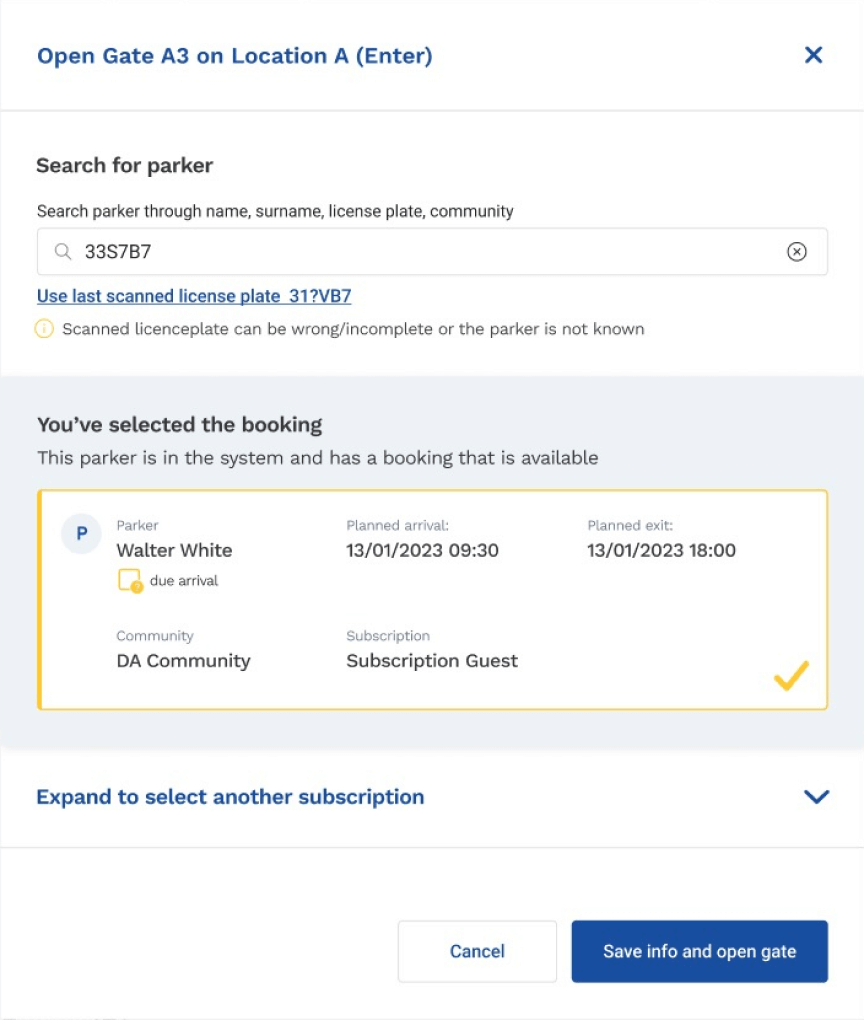 Open Gate A3 on Location A (Enter)
Search for parker
Search parker through name, surname, license plate, community
33S7B7
Use last scanned license plate 31?VB7
Scanned licenceplate can be wrong/incomplete or the parker is not known
You’ve selected the booking
This parker is in the system and has a booking that is available
P
Parker
Planned arrival:
Planned exit:
Walter White
13/01/2023 09:30
13/01/2023 18:00
due arrival
Community
Subscription
DA Community
Subscription Guest
Expand to select another subscription
Cancel
Save info and open gate